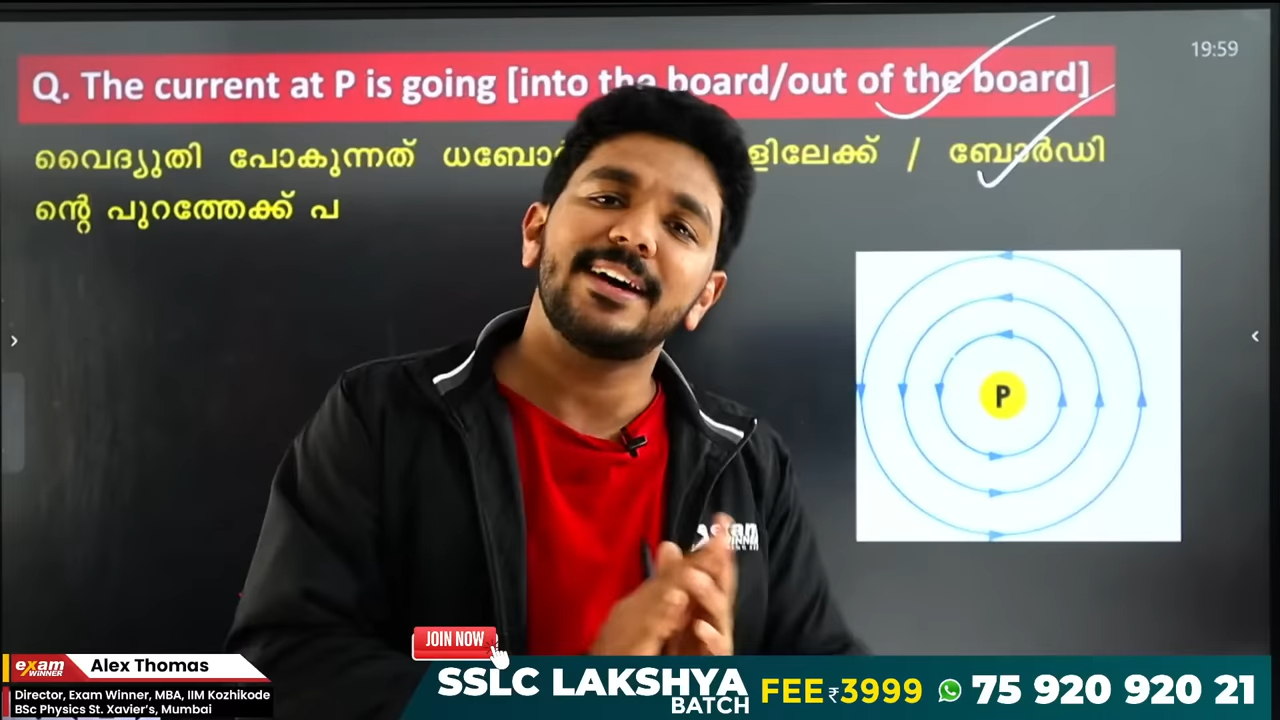 19:59
Q. The current at P is going [into the board/out of the board]
വൈദ്യുതി പോകുന്നത് / ബോർഡി
ന്റെ പുറത്തേക്ക് പ
P
exam
WINNER
Alex Thomas
Director, Exam Winner, MBA, IIM Kozhikode
BSc Physics St. Xavier's, Mumbai
JOIN NOW
SSLC LAKSHYA
BATCH
FEE ₹3999
75 920 920 21